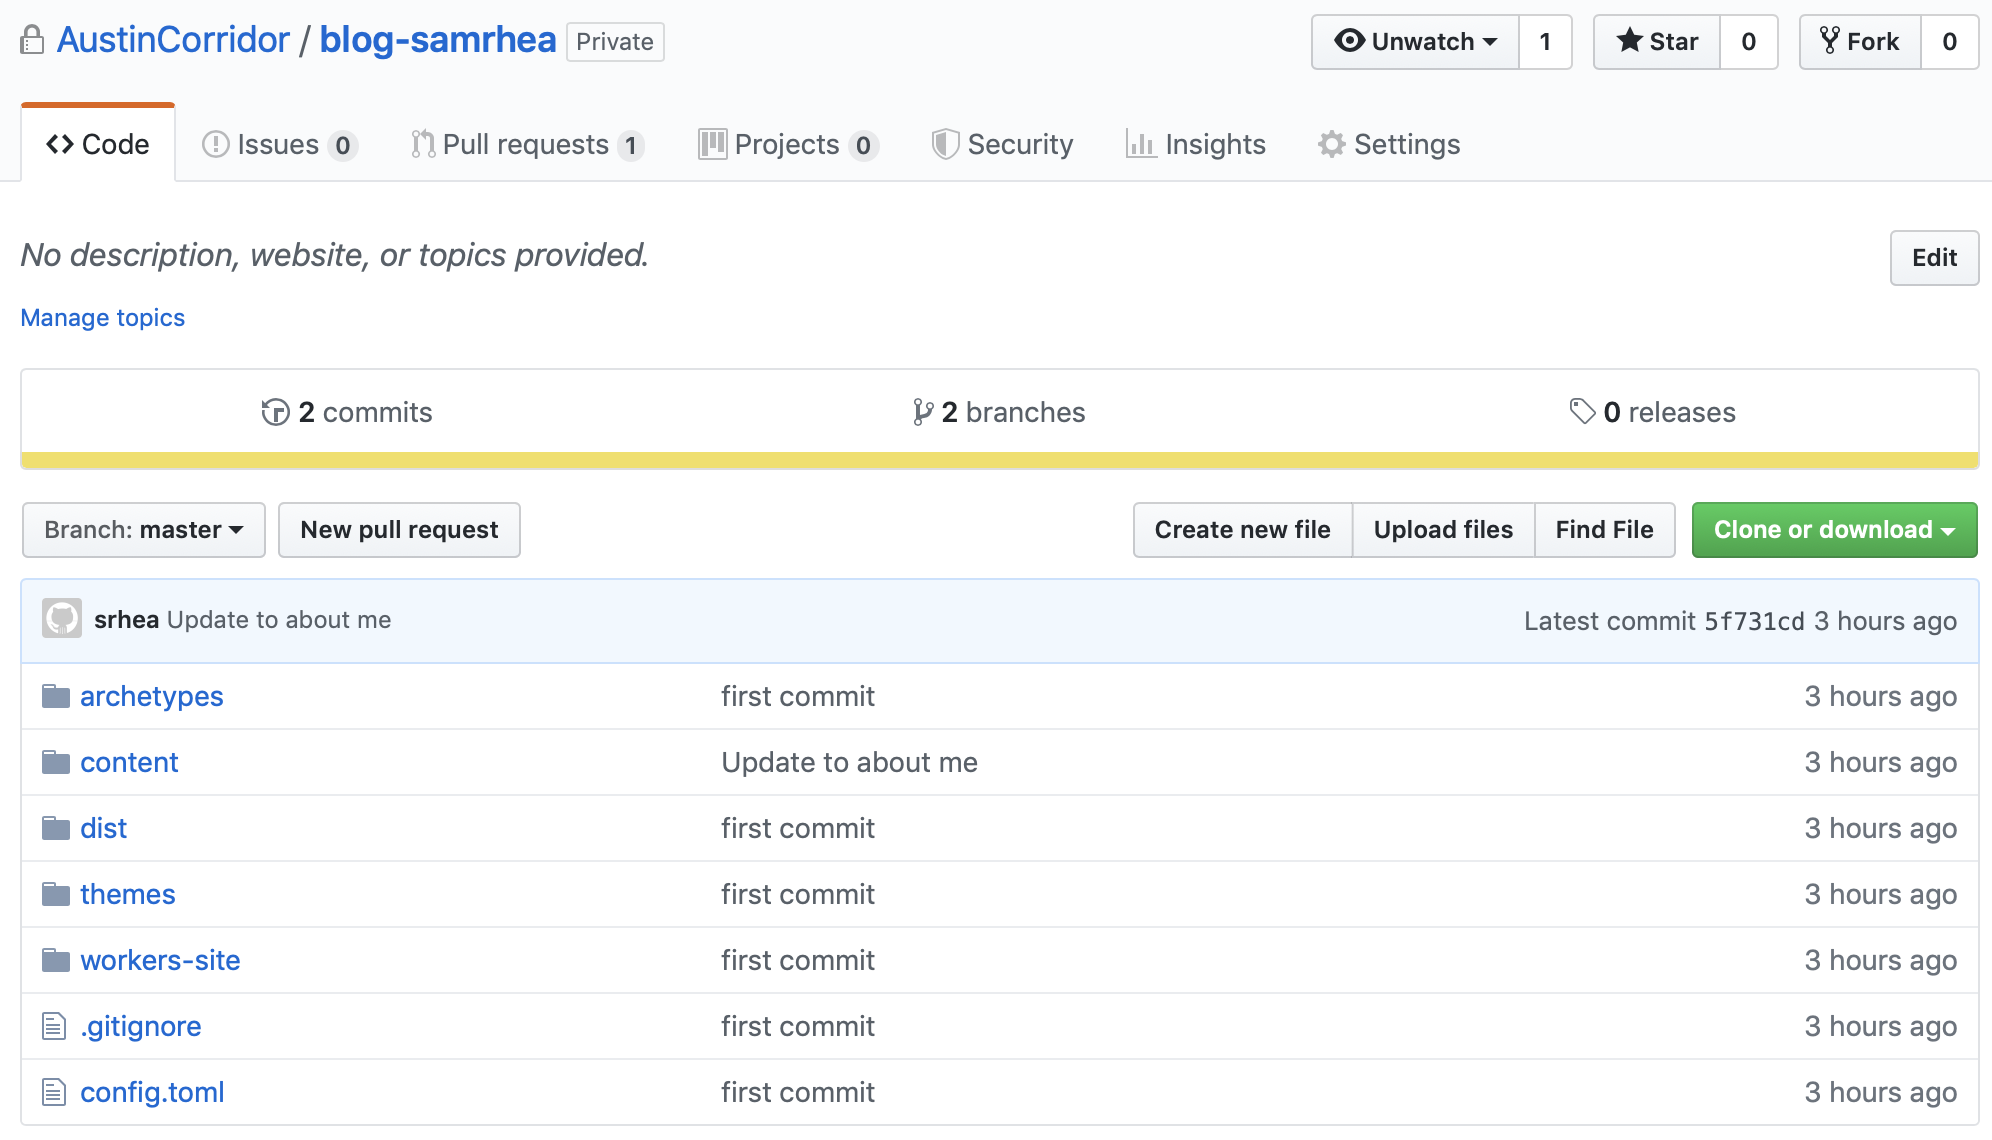 AustinCorridor / blog-samrhea Private Unwatch 1 Star 0 Fork 0
Code Issues 0 Pull requests 1 Projects 0 Security Insights Settings
No description, website, or topics provided. Edit
Manage topics
2 commits 2 branches 0 releases
Branch: master New pull request Create new file Upload files Find File Clone or download
srhea Update to about me Latest commit 5f731cd 3 hours ago
archetypes first commit 3 hours ago
content Update to about me 3 hours ago
dist first commit 3 hours ago
themes first commit 3 hours ago
workers-site first commit 3 hours ago
.gitignore first commit 3 hours ago
config.toml first commit 3 hours ago